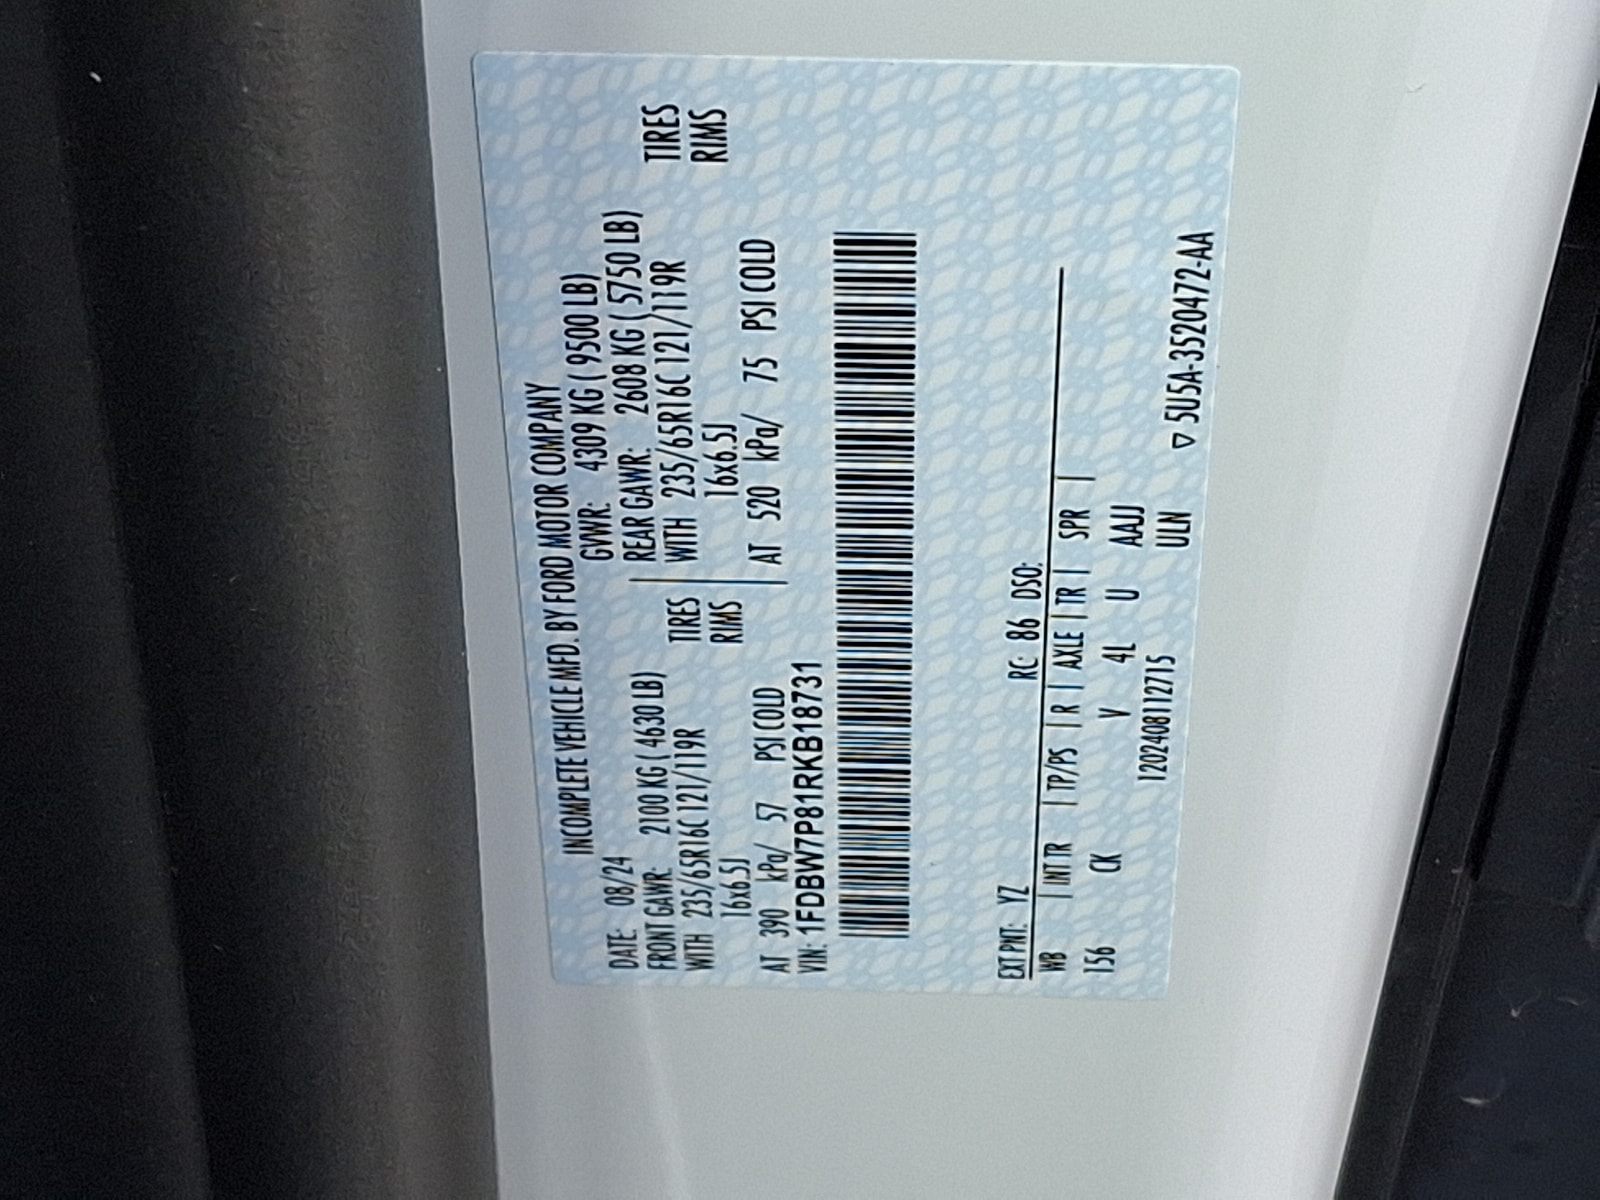 INCOMPLETE VEHICLE MFD. BY FORD MOTOR COMPANY
DATE: 08/24 GVWR: 4309 KG ( 9500 LB)
FRONT GAWR: 2100 KG ( 4630 LB) REAR GAWR: 2608 KG ( 5750 LB)
WITH 235/65R16C 121/119R TIRES WITH 235/65R16C 121/119R TIRES
16x6.5J RIMS 16x6.5J RIMS
AT 390 kPa/ 57 PSI COLD AT 520 kPa/ 75 PSI COLD
VIN: 1FDBW7P81RKB18731
EXT PNT: YZ RC: 86 DSO:
WB | INT TR | TP/PS | R | AXLE | TR | SPR |
156 CK V 4L U AAJJ
120240811 2715 ULN
▽ 5U5A-3520472-AA